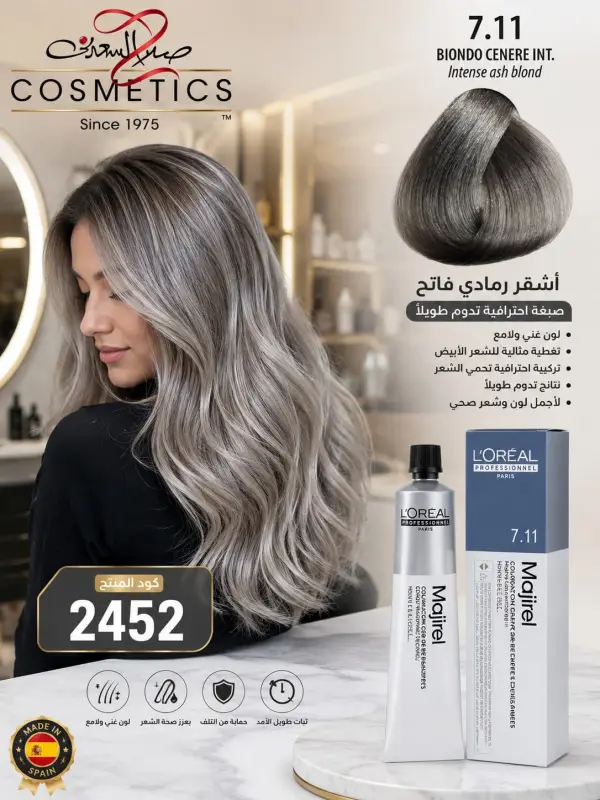 صلاح السعدي
COSMETICS
Since 1975
TM
7.11
BIONDO CENERE INT.
Intense ash blond
أشقر رمادي فاتح
صبغة احترافية تدوم طويلاً
لون غني ولامع
تغطية مثالية للشعر الأبيض
تركيبة احترافية تحمي الشعر
نتائج تدوم طويلاً
لأجمل لون وشعر صحي
L'ORÉAL
PROFESSIONNEL
PARIS
7.11
Majirel
L'ORÉAL
PROFESSIONNEL
PARIS
Majirel
كود المنتج
2452
لون غني ولامع
يعزز صحة الشعر
حماية من التلف
ثبات طويل الأمد
MADE IN
SPAIN